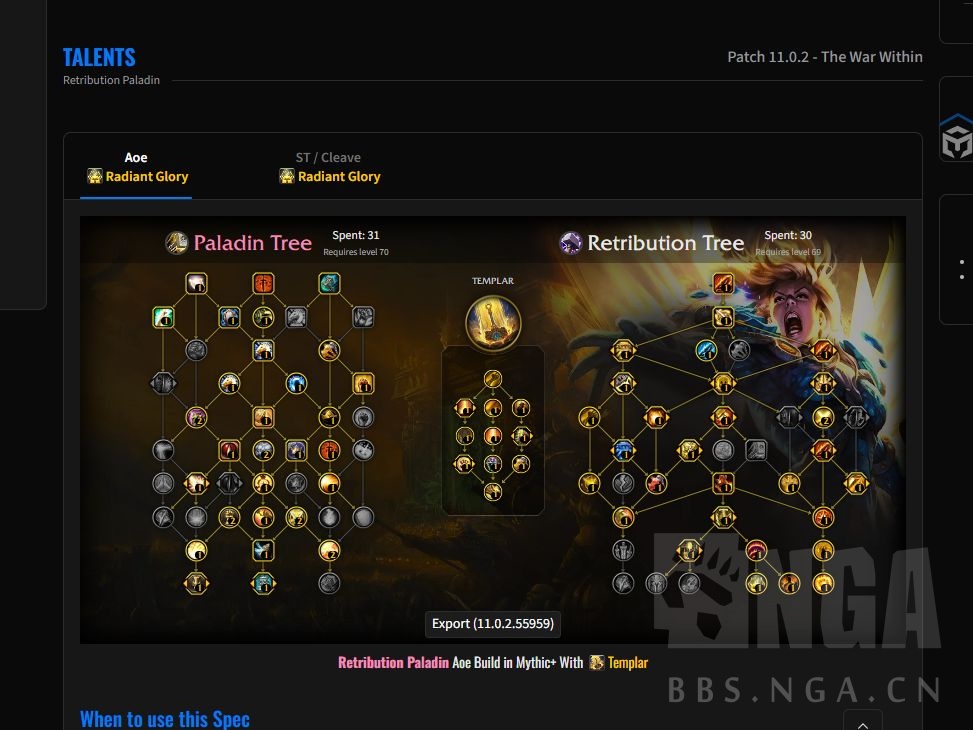 TALENTS
Patch 11.0.2 - The War Within
Retribution Paladin
Aoe
Radiant Glory
ST / Cleave
Radiant Glory
Paladin Tree
Spent: 31
Requires level 70
Retribution Tree
Spent: 30
Requires level 69
TEMPLAR
Export (11.0.2.55959)
Retribution Paladin Aoe Build in Mythic+ With Templar
When to use this Spec
NGA
BBS.NGA.CN